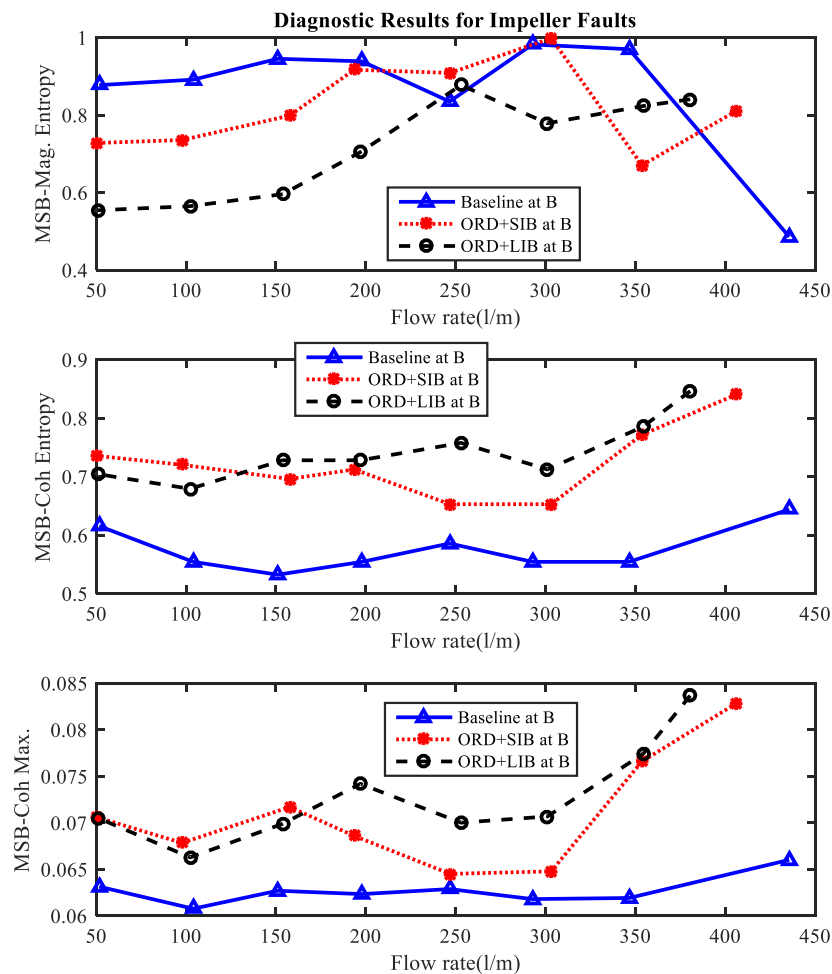 Diagnostic Results for Impeller Faults
MSB-Mag. Entropy
1
0.8
0.6
0.4
Baseline at B
ORD+SIB at B
ORD+LIB at B
50 100 150 200 250 300 350 400 450
Flow rate(l/m)
MSB-Coh Entropy
0.9
0.8
0.7
0.6
0.5
Baseline at B
ORD+SIB at B
ORD+LIB at B
50 100 150 200 250 300 350 400 450
Flow rate(l/m)
MSB-Coh Max.
0.085
0.08
0.075
0.07
0.065
0.06
Baseline at B
ORD+SIB at B
ORD+LIB at B
50 100 150 200 250 300 350 400 450
Flow rate(l/m)